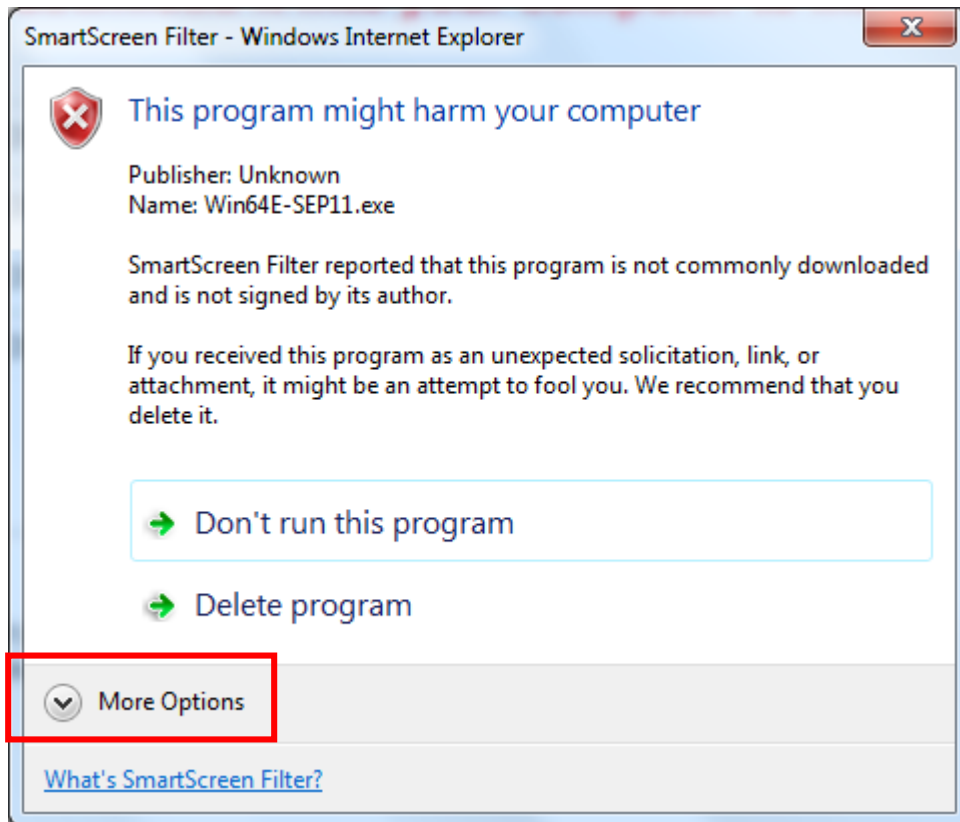 SmartScreen Filter - Windows Internet Explorer
This program might harm your computer
Publisher: Unknown
Name: Win64E-SEP11.exe
SmartScreen Filter reported that this program is not commonly downloaded
and is not signed by its author.
If you received this program as an unexpected solicitation, link, or
attachment, it might be an attempt to fool you. We recommend that you
delete it.
Don't run this program
Delete program
More Options
What's SmartScreen Filter?